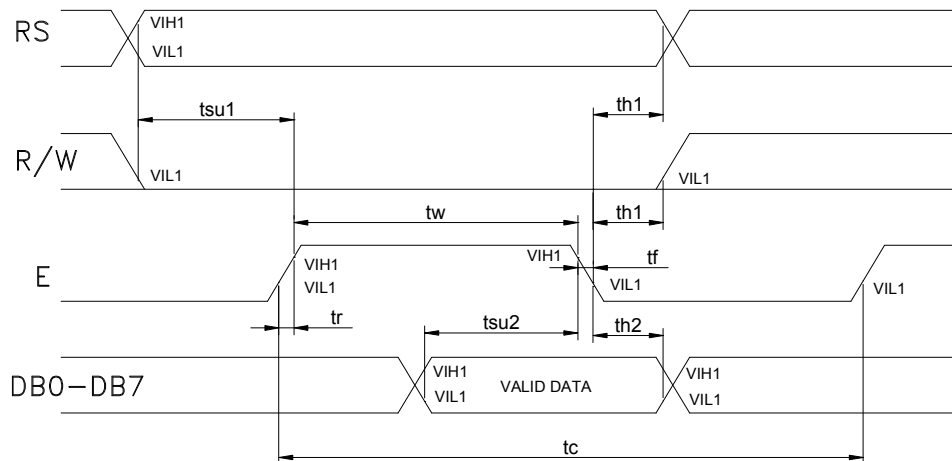 RS
VIH1
VIL1
tsu1
th1
R/W
VIL1
VIL1
tw
th1
E
VIH1
VIL1
VIH1
tf
VIL1
VIL1
tr
tsu2
th2
DB0-DB7
VIH1
VIL1
VALID DATA
VIH1
VIL1
tc